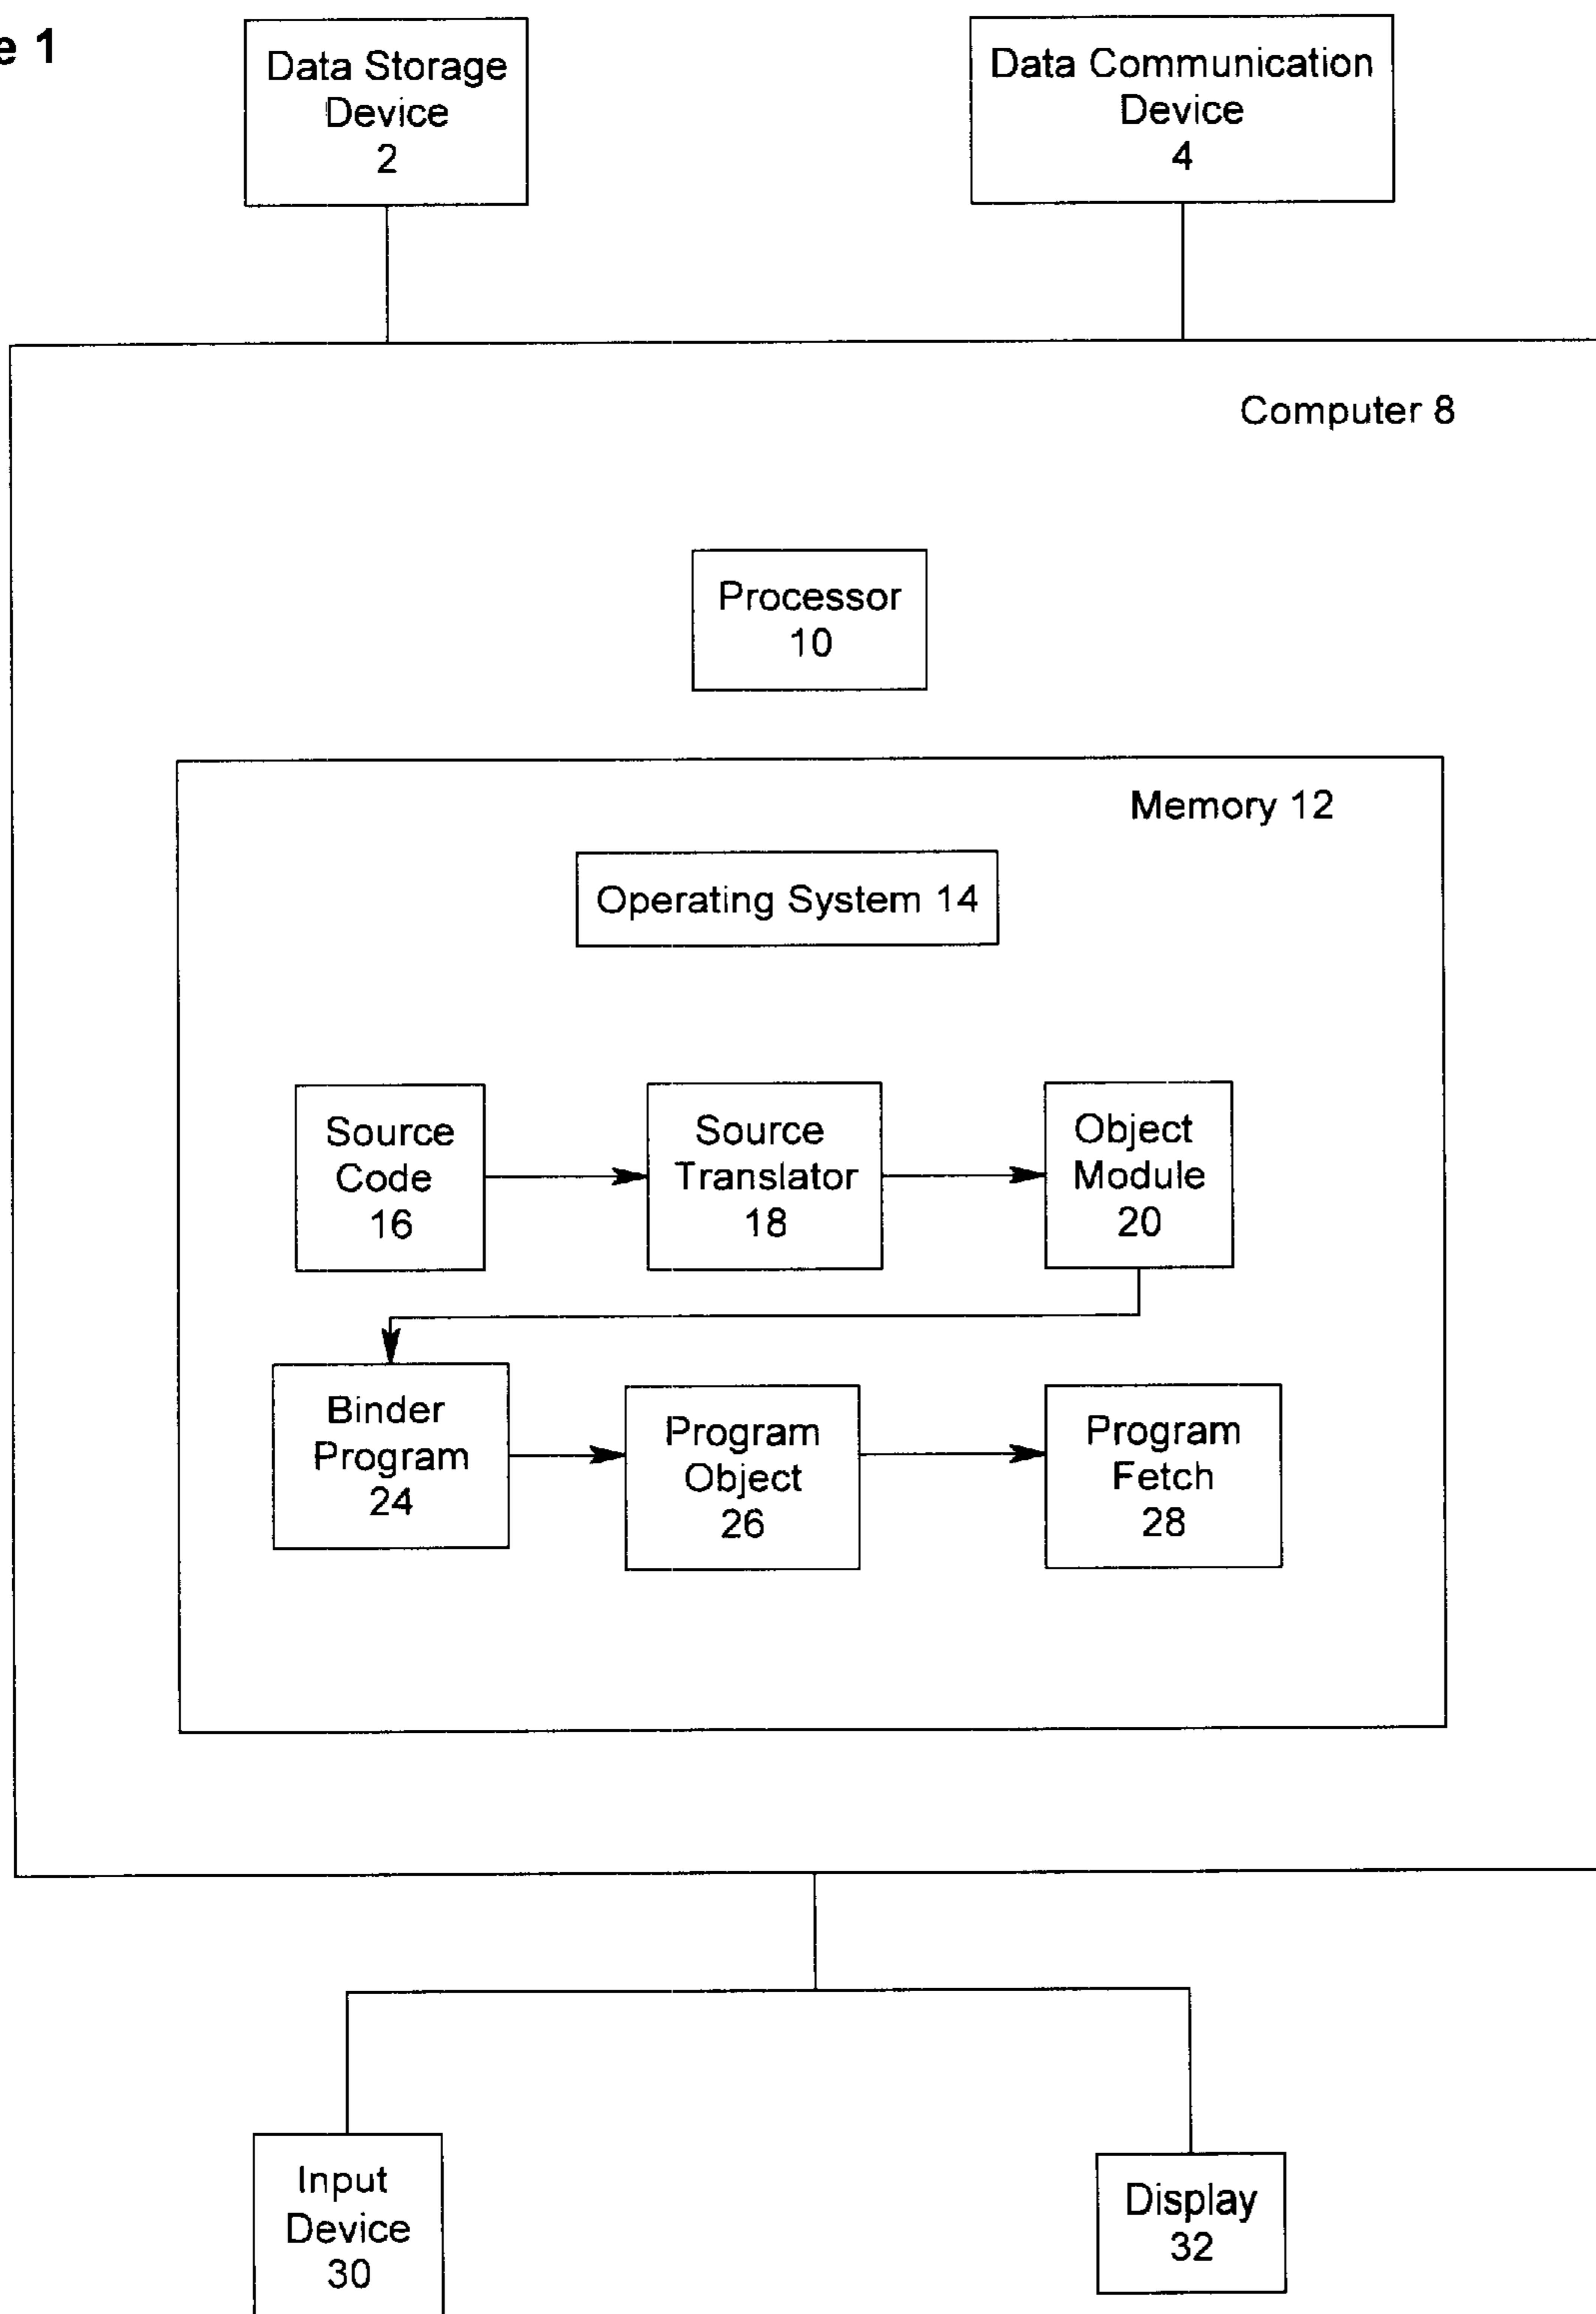 e 1
Data Storage
Device
2
Data Communication
Device
4
Computer 8
Processor
10
Memory 12
Operating System 14
Source
Code
16
Source
Translator
18
Object
Module
20
Binder
Program
24
Program
Object
26
Program
Fetch
28
Input
Device
30
Display
32